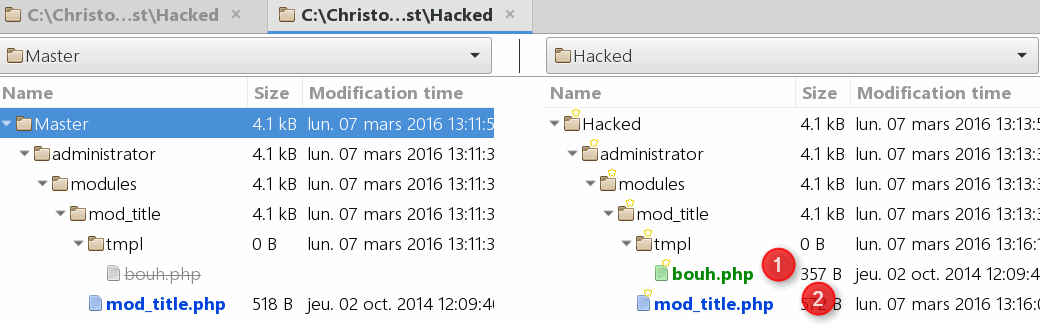 C:\Christo...st\Hacked × C:\Christo...st\Hacked ×
Master Hacked
Name Size Modification time Name Size Modification time
Master 4.1 kB lun. 07 mars 2016 13:11:5 Hacked 4.1 kB lun. 07 mars 2016 13:13:5
administrator 4.1 kB lun. 07 mars 2016 13:11:3 administrator 4.1 kB lun. 07 mars 2016 13:13:3
modules 4.1 kB lun. 07 mars 2016 13:11:3 modules 4.1 kB lun. 07 mars 2016 13:13:3
mod_title 4.1 kB lun. 07 mars 2016 13:11:3 mod_title 4.1 kB lun. 07 mars 2016 13:13:3
tmpl 0 B lun. 07 mars 2016 13:11:3 tmpl 0 B lun. 07 mars 2016 13:16:1
bouh.php bouh.php 1 357 B jeu. 02 oct. 2014 12:09:4
mod_title.php 518 B jeu. 02 oct. 2014 12:09:46 mod_title.php 2 B lun. 07 mars 2016 13:16:0